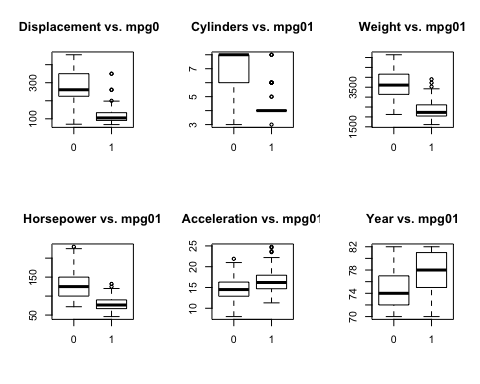 Displacement vs. mpg0
Cylinders vs. mpg01
Weight vs. mpg01
100 300
0 1
3 5 7
0 1
1500 3500
0 1
Horsepower vs. mpg01
Acceleration vs. mpg01
Year vs. mpg01
50 150
0 1
10 15 20 25
0 1
70 74 78 82
0 1